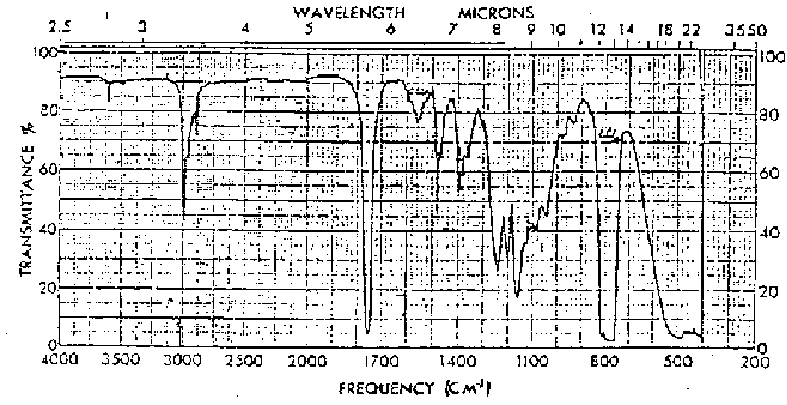 WAVELENGTH MICRONS
2.5 3 4 5 6 7 8 9 10 12 14 18 22 35 50
100 100
80 80
60 60
40 40
20 20
0 0
TRANSMITTANCE %
4000 3500 3000 2500 2000 1700 1400 1100 800 500 200
FREQUENCY (CM⁻¹)